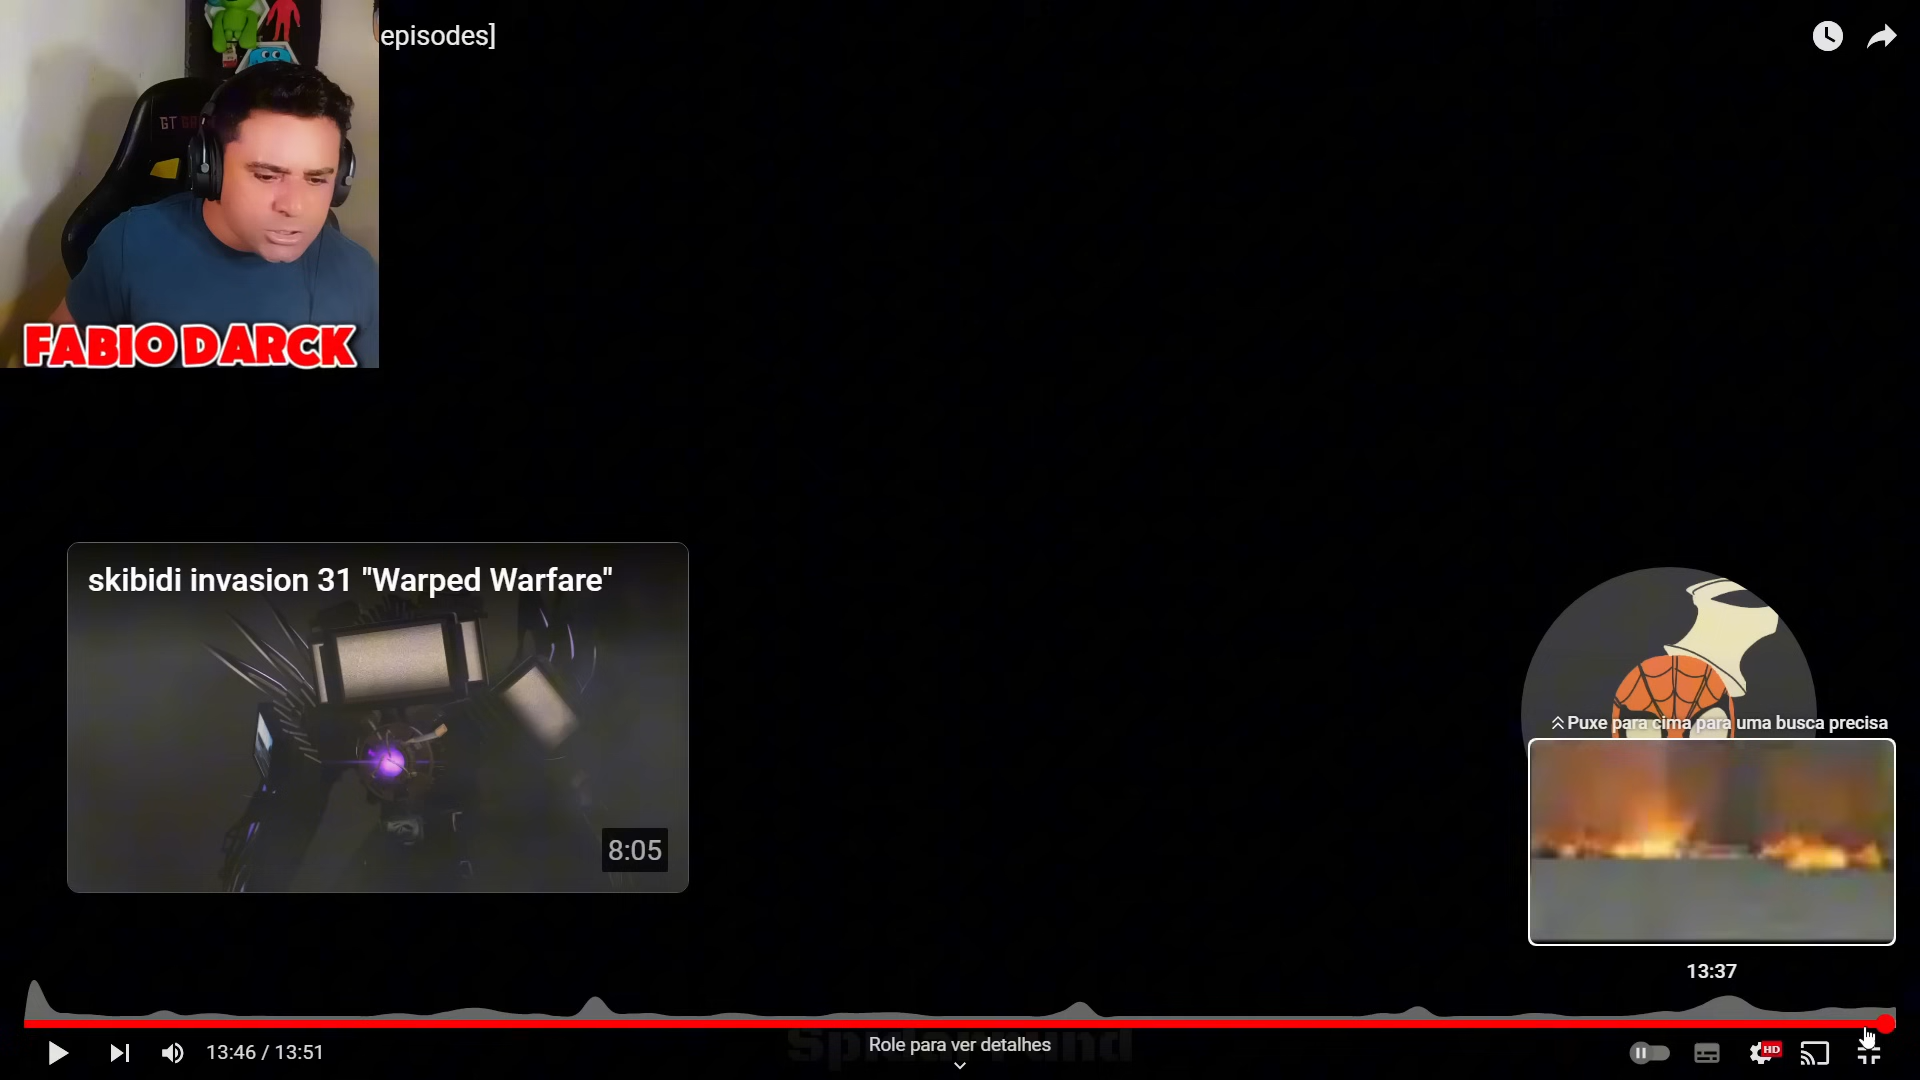 episodes]
GT
FABIO DARCK
skibidi invasion 31 "Warped Warfare"
8:05
Puxe para cima para uma busca precisa
13:37
13:46 / 13:51
Role para ver detalhes
HD